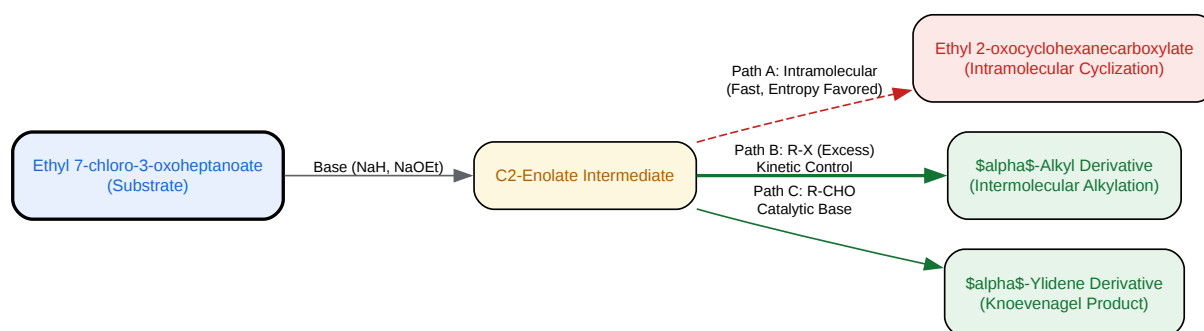 Ethyl 7-chloro-3-oxoheptanoate
(Substrate)
Base (NaH, NaOEt)
C2-Enolate Intermediate
Path A: Intramolecular
(Fast, Entropy Favored)
Ethyl 2-oxocyclohexanecarboxylate
(Intramolecular Cyclization)
Path B: R-X (Excess)
Kinetic Control
$alpha$-Alkyl Derivative
(Intermolecular Alkylation)
Path C: R-CHO
Catalytic Base
$alpha$-Ylidene Derivative
(Knoevenagel Product)